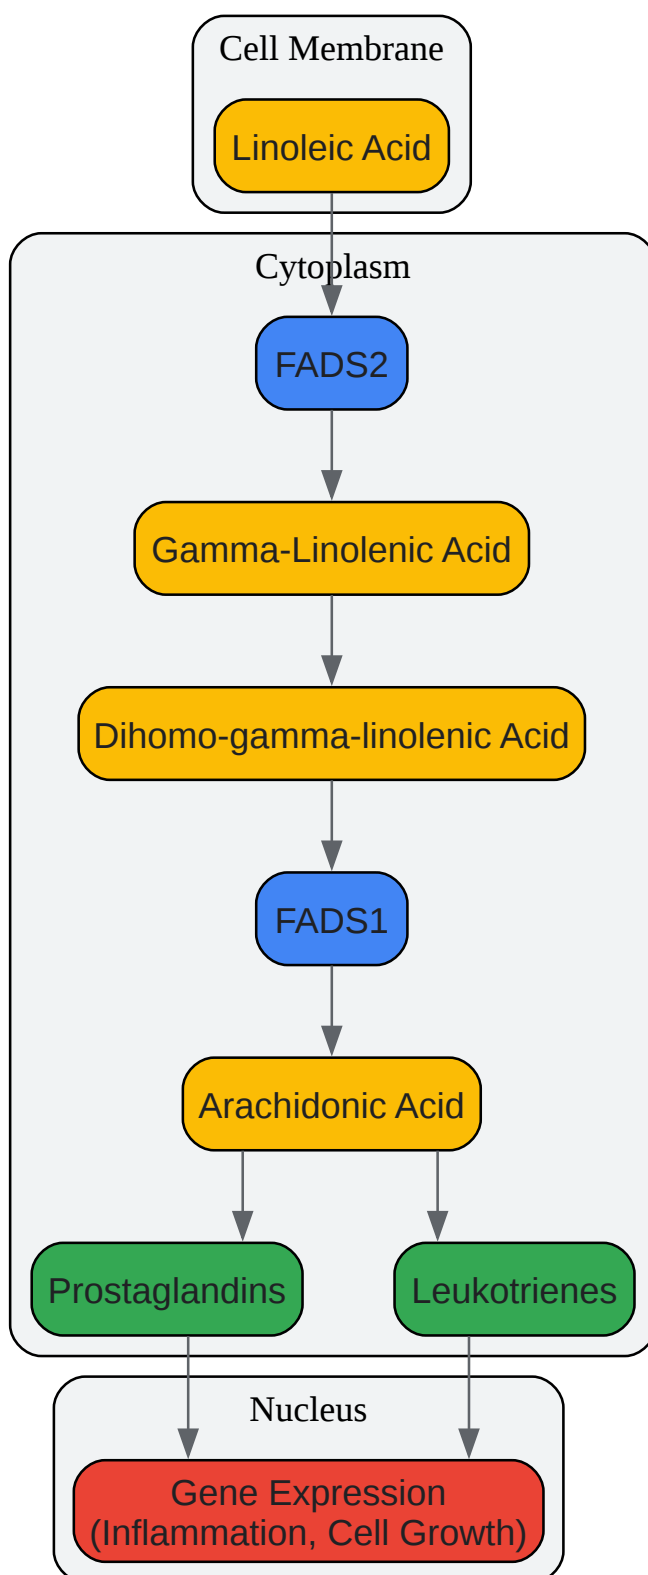 Cell Membrane
Linoleic Acid
Cytoplasm
FADS2
Gamma-Linolenic Acid
Dihomo-gamma-linolenic Acid
FADS1
Arachidonic Acid
Prostaglandins
Leukotrienes
Nucleus
Gene Expression
(Inflammation, Cell Growth)